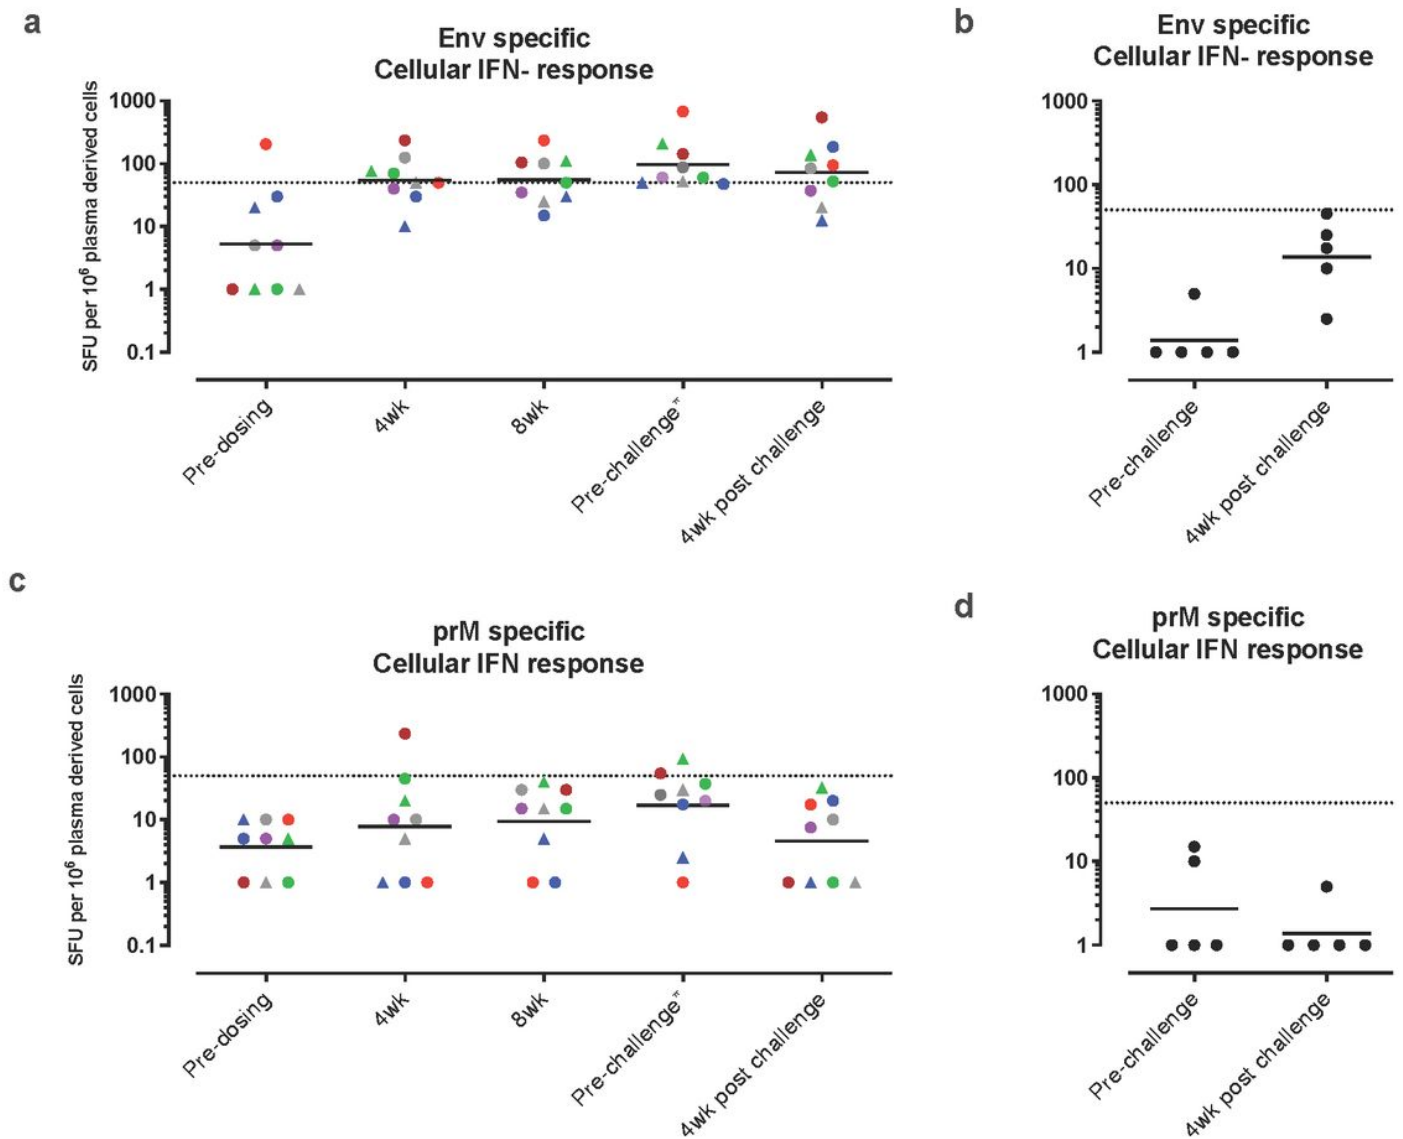 a
Env specific
Cellular IFN- response
SFU per 10⁶ plasma derived cells
1000
100
10
1
0.1
Pre-dosing
4wk
8wk
Pre-challenge*
4wk post challenge
b
Env specific
Cellular IFN- response
1000
100
10
1
Pre-challenge
4wk post challenge
c
prM specific
Cellular IFN response
SFU per 10⁶ plasma derived cells
1000
100
10
1
0.1
Pre-dosing
4wk
8wk
Pre-challenge*
4wk post challenge
d
prM specific
Cellular IFN response
1000
100
10
1
Pre-challenge
4wk post challenge